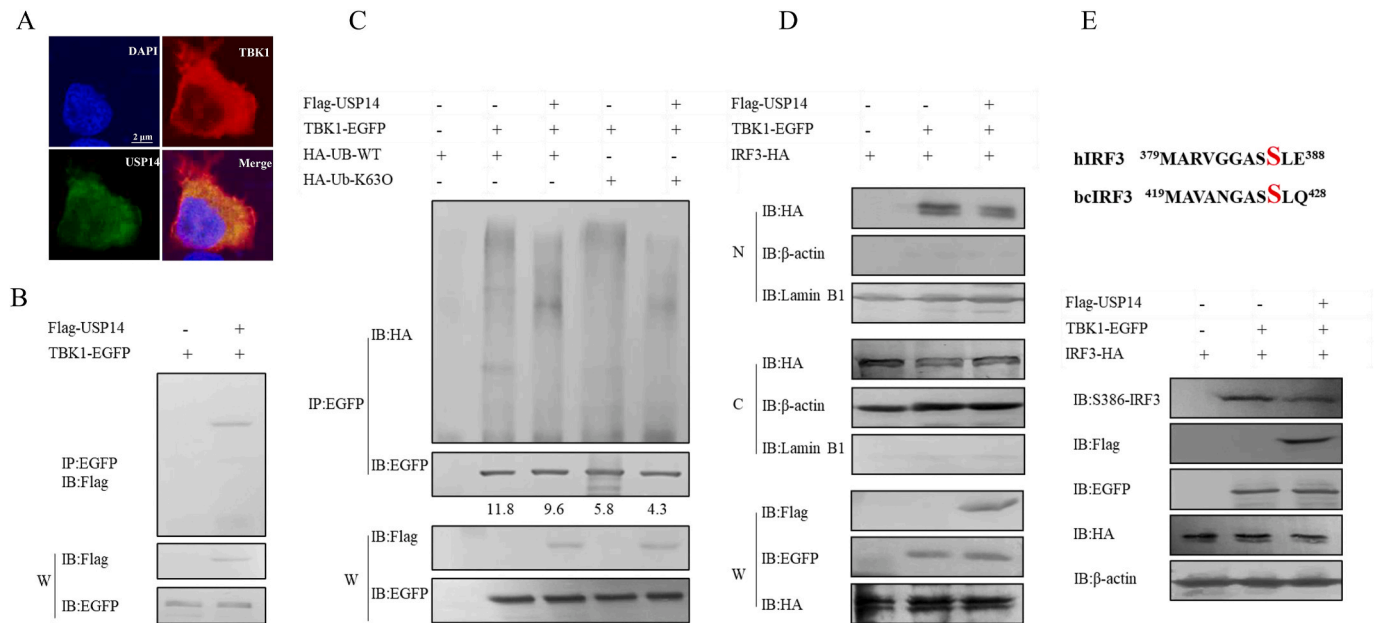 A
DAPI
TBK1
2 μm
USP14
Merge
B
Flag-USP14 - +
TBK1-EGFP + +
IP:EGFP
IB:Flag
W
IB:Flag
IB:EGFP
C
Flag-USP14 - - + - +
TBK1-EGFP - + + + +
HA-UB-WT + + + - -
HA-Ub-K63O - - - + +
IP:EGFP
IB:HA
IB:EGFP
11.8 9.6 5.8 4.3
W
IB:Flag
IB:EGFP
D
Flag-USP14 - - +
TBK1-EGFP - + +
IRF3-HA + + +
N
IB:HA
IB:β-actin
IB:Lamin B1
C
IB:HA
IB:β-actin
IB:Lamin B1
W
IB:Flag
IB:EGFP
IB:HA
E
hIRF3 ³⁷⁹MARVGGASSLE³⁸⁸
bcIRF3 ⁴¹⁹MAVANGASSLQ⁴²⁸
Flag-USP14 - - +
TBK1-EGFP - + +
IRF3-HA + + +
IB:S386-IRF3
IB:Flag
IB:EGFP
IB:HA
IB:β-actin